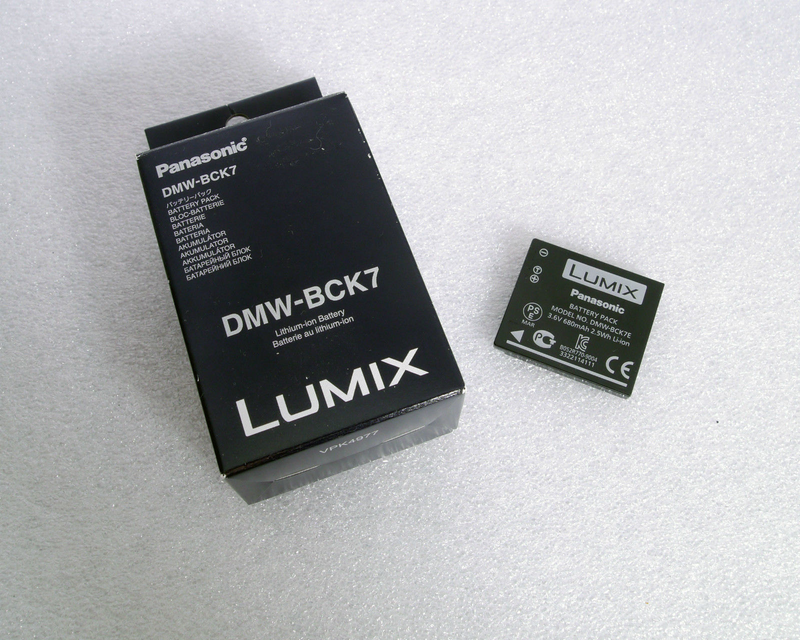 Panasonic
DMW-BCK7
バッテリーパック
BATTERY PACK
BLOC-BATTERIE
BATTERIE
BATERÍA
BATTERIA
AKUMULÁTOR
AKUMULATOR
AKKUMULÁTOR
БАТАРЕЙНЫЙ БЛОК
БАТАРЕЙНИЙ БЛОК
DMW-BCK7
Lithium-ion Battery
Batterie au lithium-ion
LUMIX
VPK4977
LUMIX
Panasonic
BATTERY PACK
MODEL NO. DMW-BCK7E
3.6V 680mAh 2.5Wh Li-ion
T
PS
E
MAR
3322114111
CE